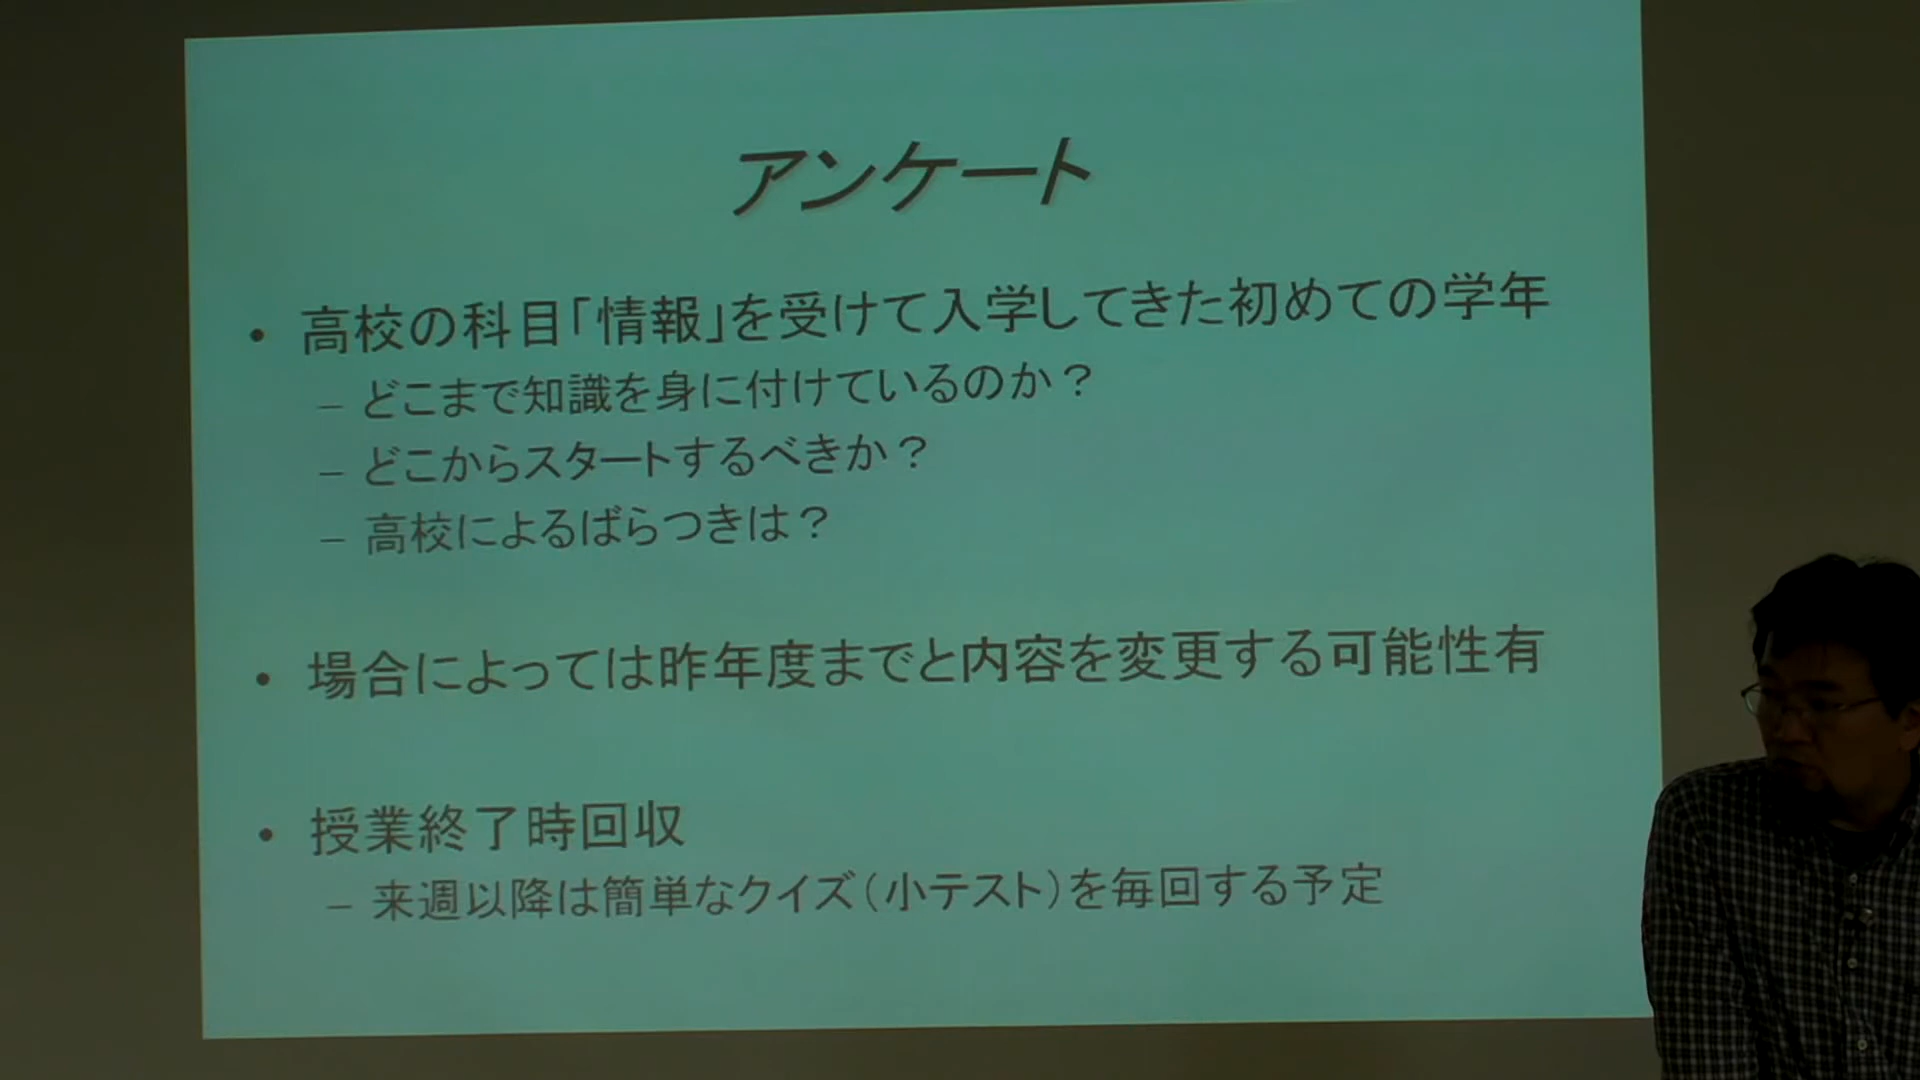 アンケート
• 高校の科目「情報」を受けて入学してきた初めての学年
– どこまで知識を身に付けているのか？
– どこからスタートするべきか？
– 高校によるばらつきは？
• 場合によっては昨年度までと内容を変更する可能性有
• 授業終了時回収
– 来週以降は簡単なクイズ（小テスト）を毎回する予定